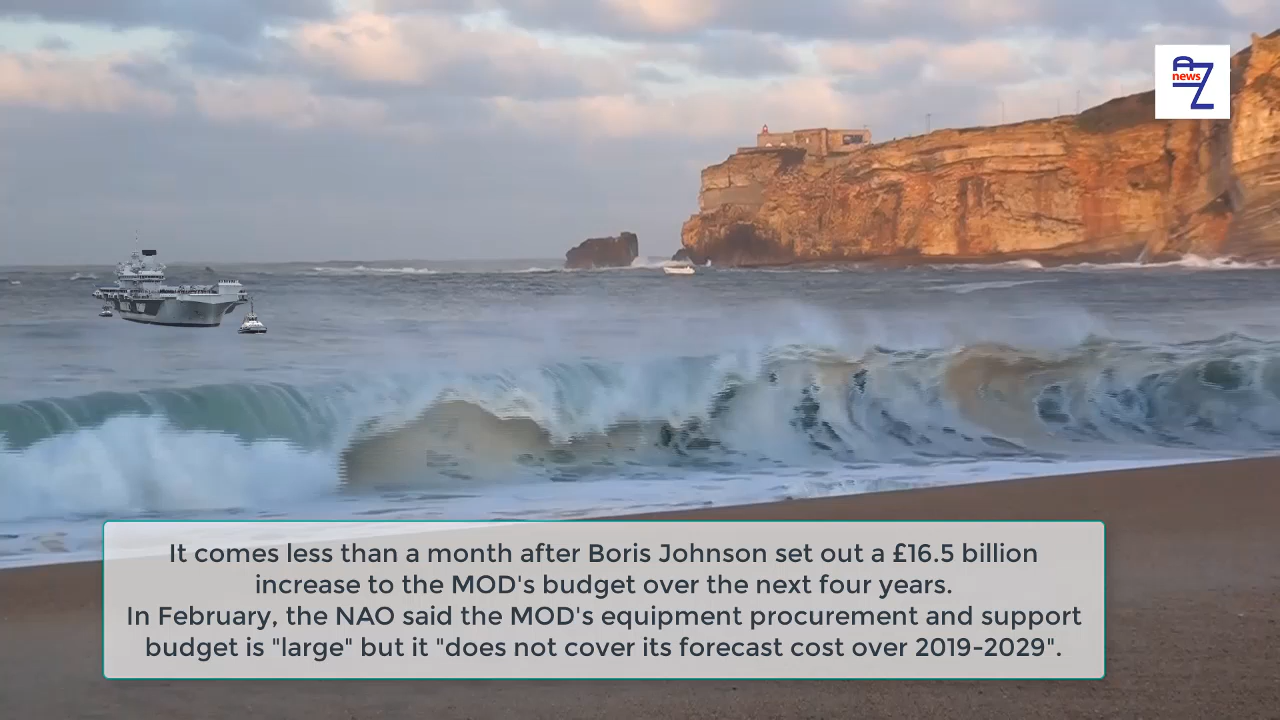 A
news
Z
It comes less than a month after Boris Johnson set out a £16.5 billion
increase to the MOD's budget over the next four years.
In February, the NAO said the MOD's equipment procurement and support
budget is "large" but it "does not cover its forecast cost over 2019-2029".